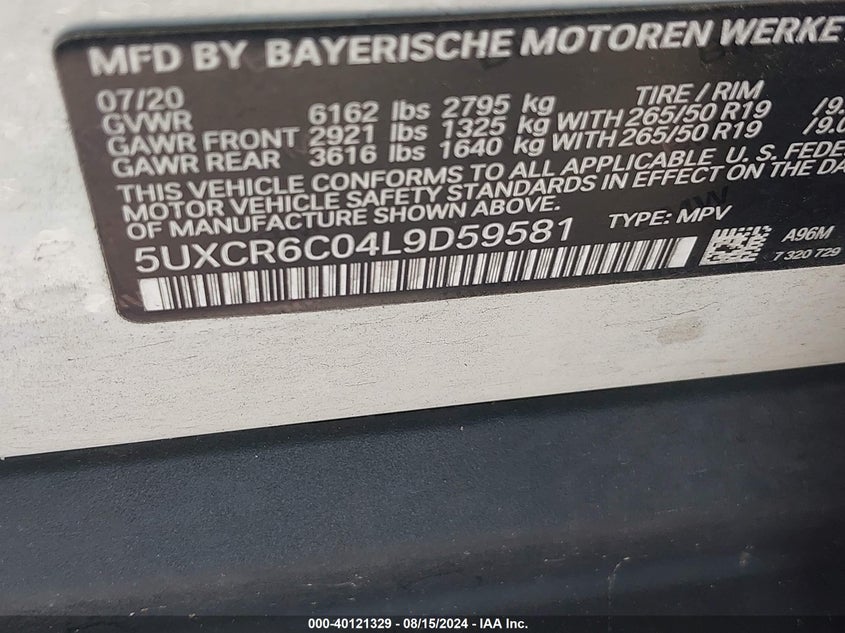 MFD BY BAYERISCHE MOTOREN WERKE
07/20 TIRE / RIM
GVWR 6162 lbs 2795 kg
GAWR FRONT 2921 lbs 1325 kg WITH 265/50 R19
GAWR REAR 3616 lbs 1640 kg WITH 265/50 R19
THIS VEHICLE CONFORMS TO ALL APPLICABLE U. S. FEDE
MOTOR VEHICLE SAFETY STANDARDS IN EFFECT ON THE DA
OF MANUFACTURE SHOWN ABOVE.
5UXCR6C04L9D59581 TYPE: MPV
A96M
7 320 729
000-40121329 - 08/15/2024 - IAA Inc.